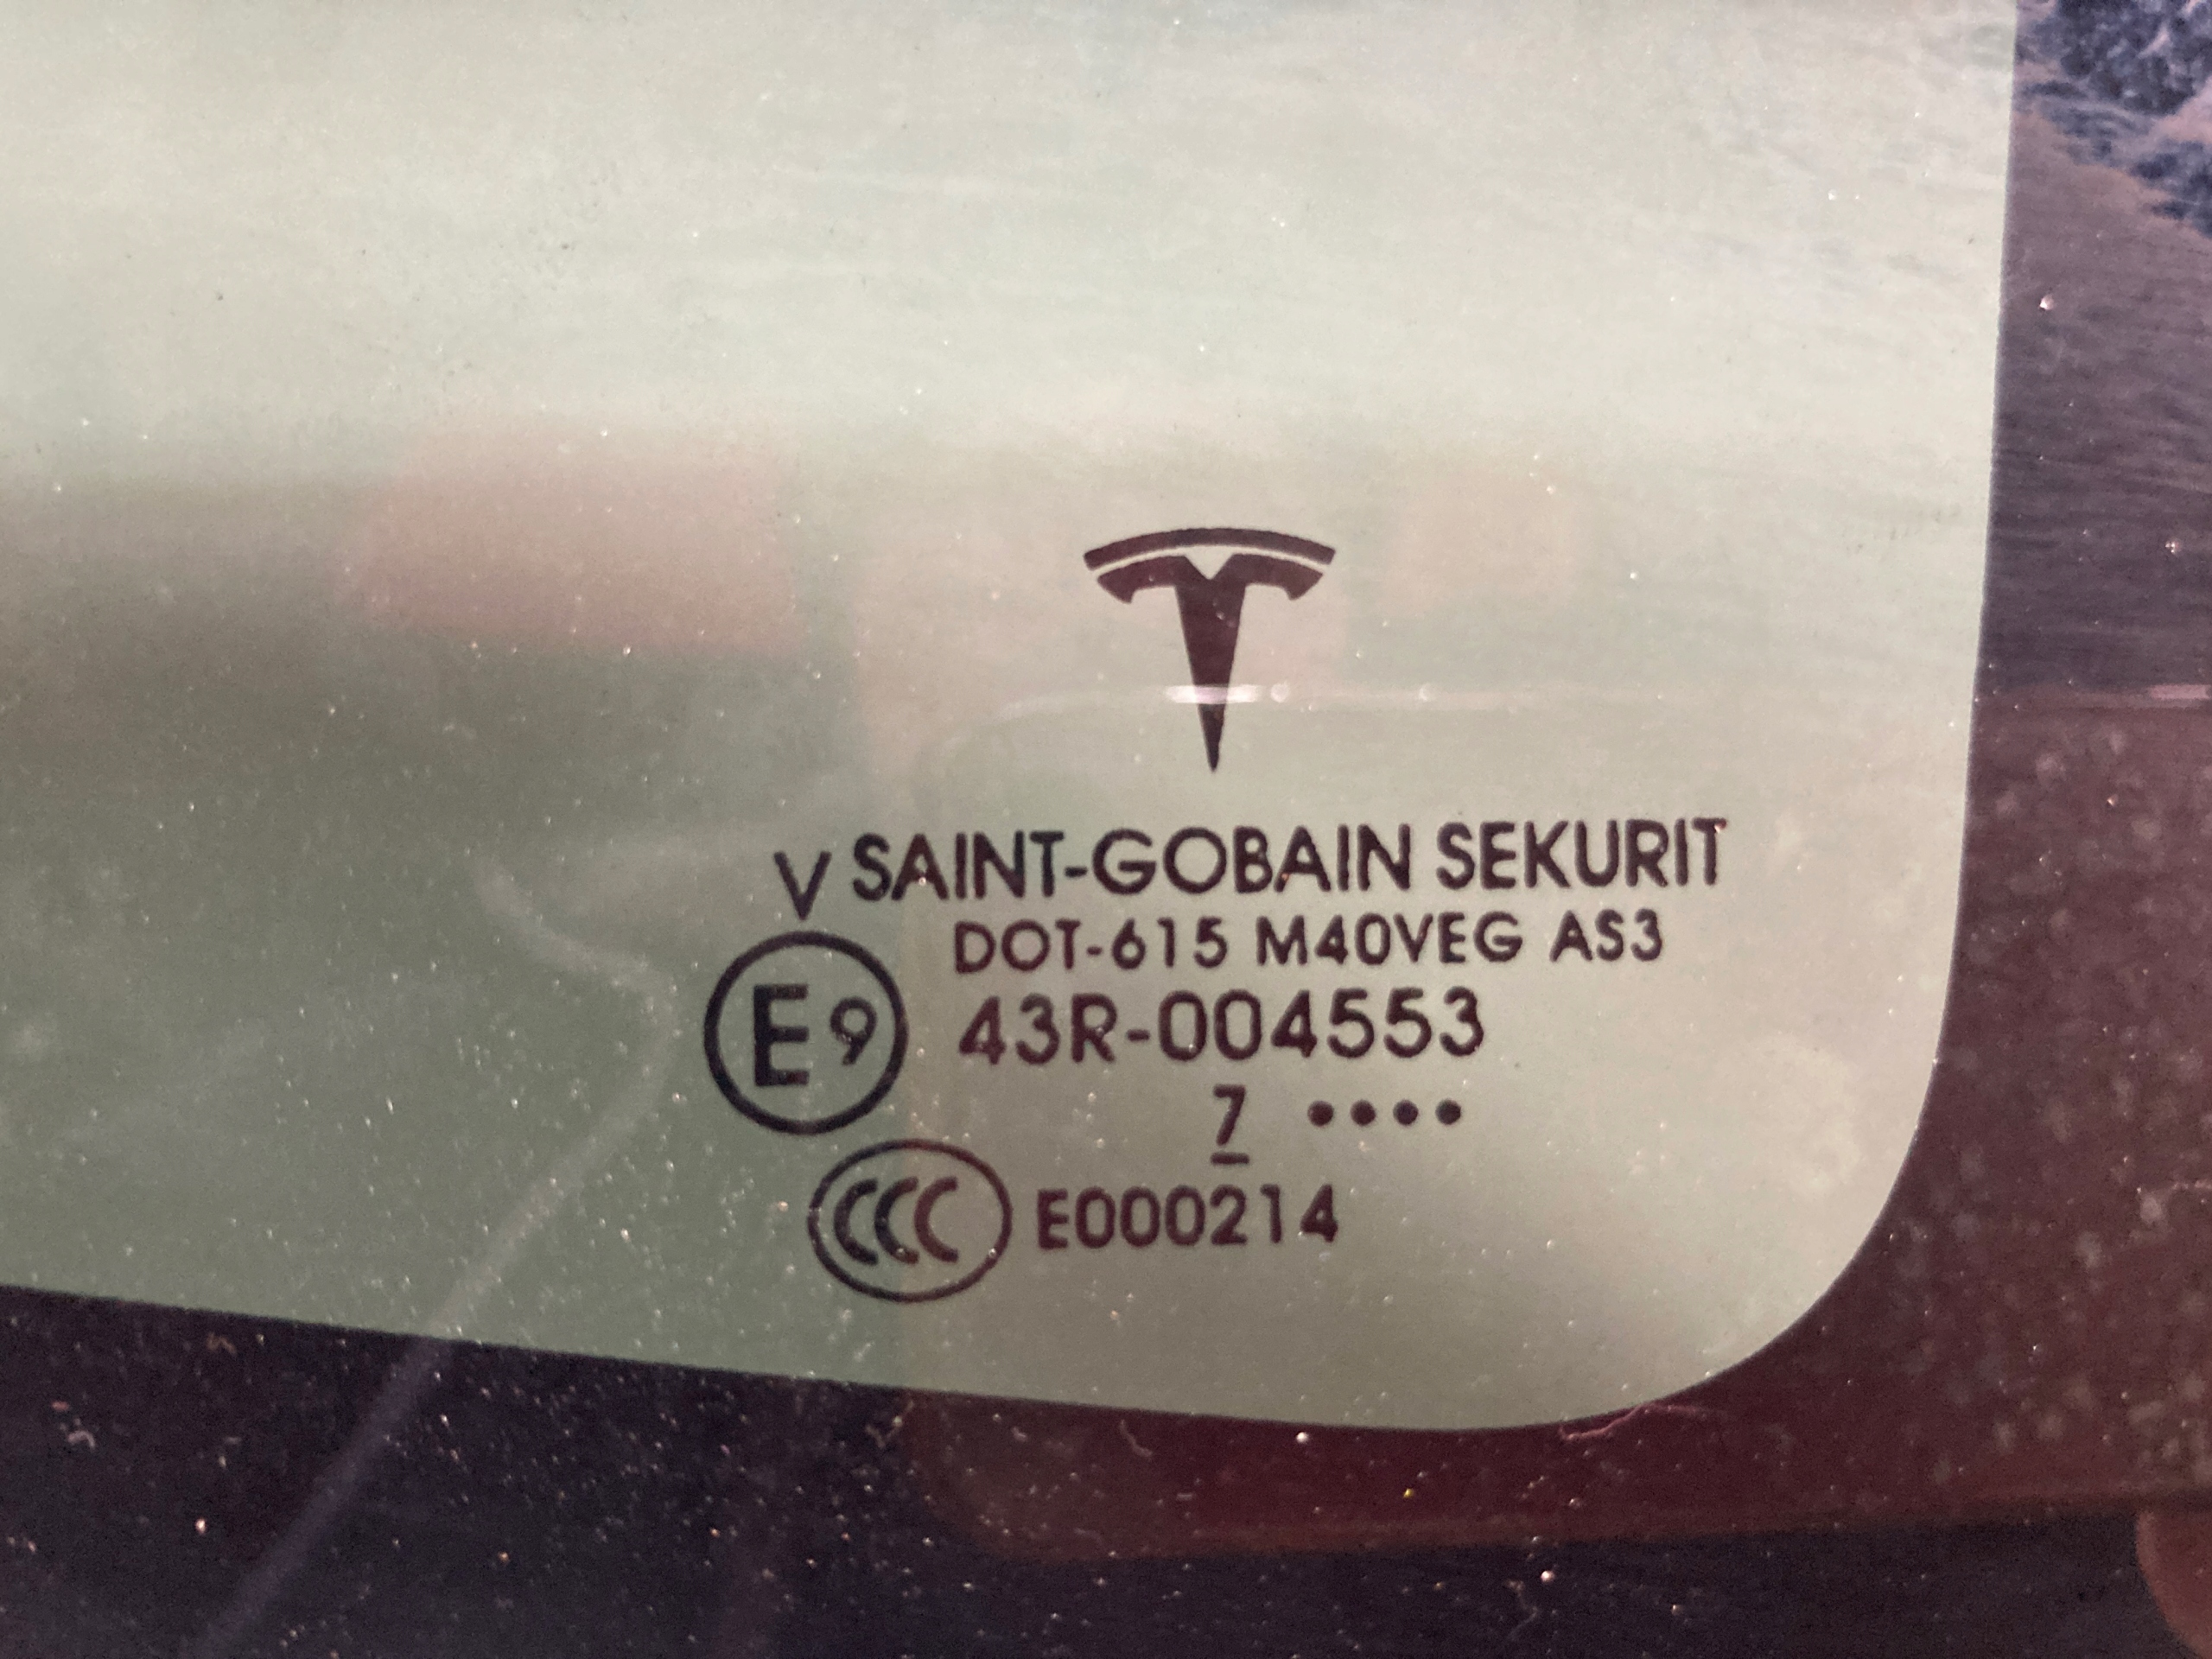 V SAINT-GOBAIN SEKURIT
DOT-615 M40VEG AS3
E9 43R-004553
7 ••••
CCC E000214